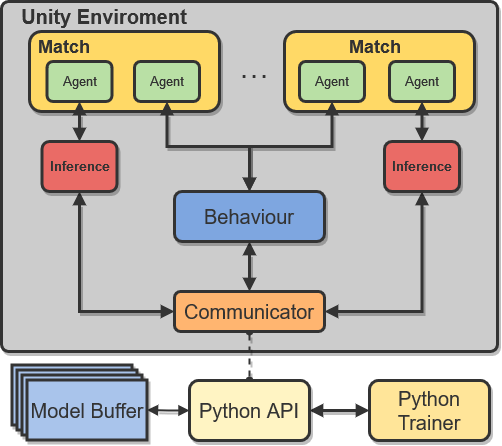 Unity Enviroment
Match
Match
Agent
Agent
...
Agent
Agent
Inference
Inference
Behaviour
Communicator
Model Buffer
Python API
Python
Trainer